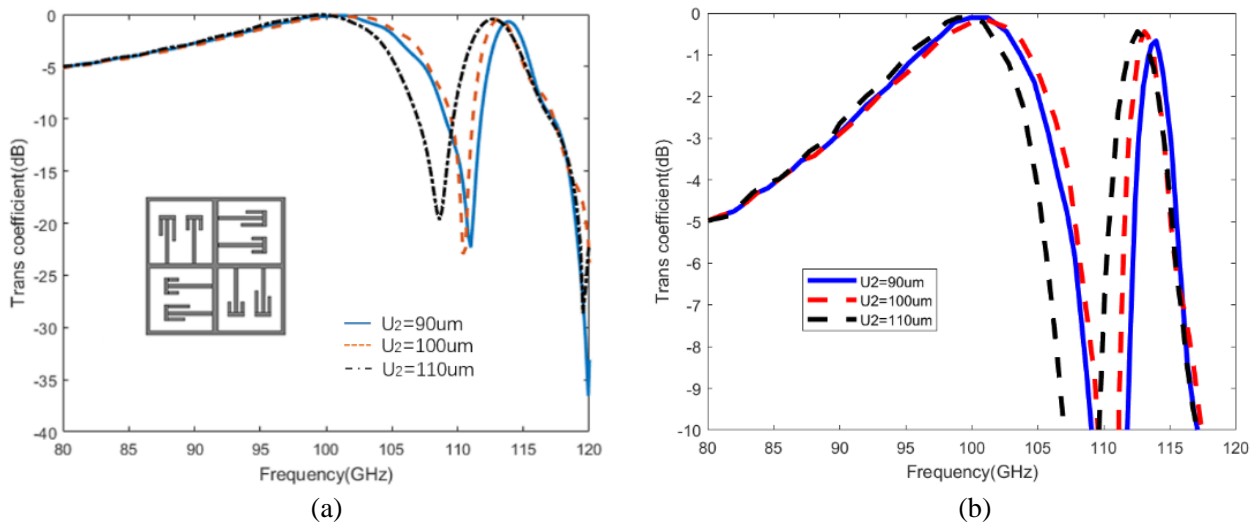 0
-5
-10
-15
-20
-25
-30
-35
-40
Trans coefficient(dB)
U2=90um
U2=100um
U2=110um
80 85 90 95 100 105 110 115 120
Frequency(GHz)
(a)
0
-1
-2
-3
-4
-5
-6
-7
-8
-9
-10
Trans coefficient(dB)
U2=90um
U2=100um
U2=110um
80 85 90 95 100 105 110 115 120
Frequency(GHz)
(b)